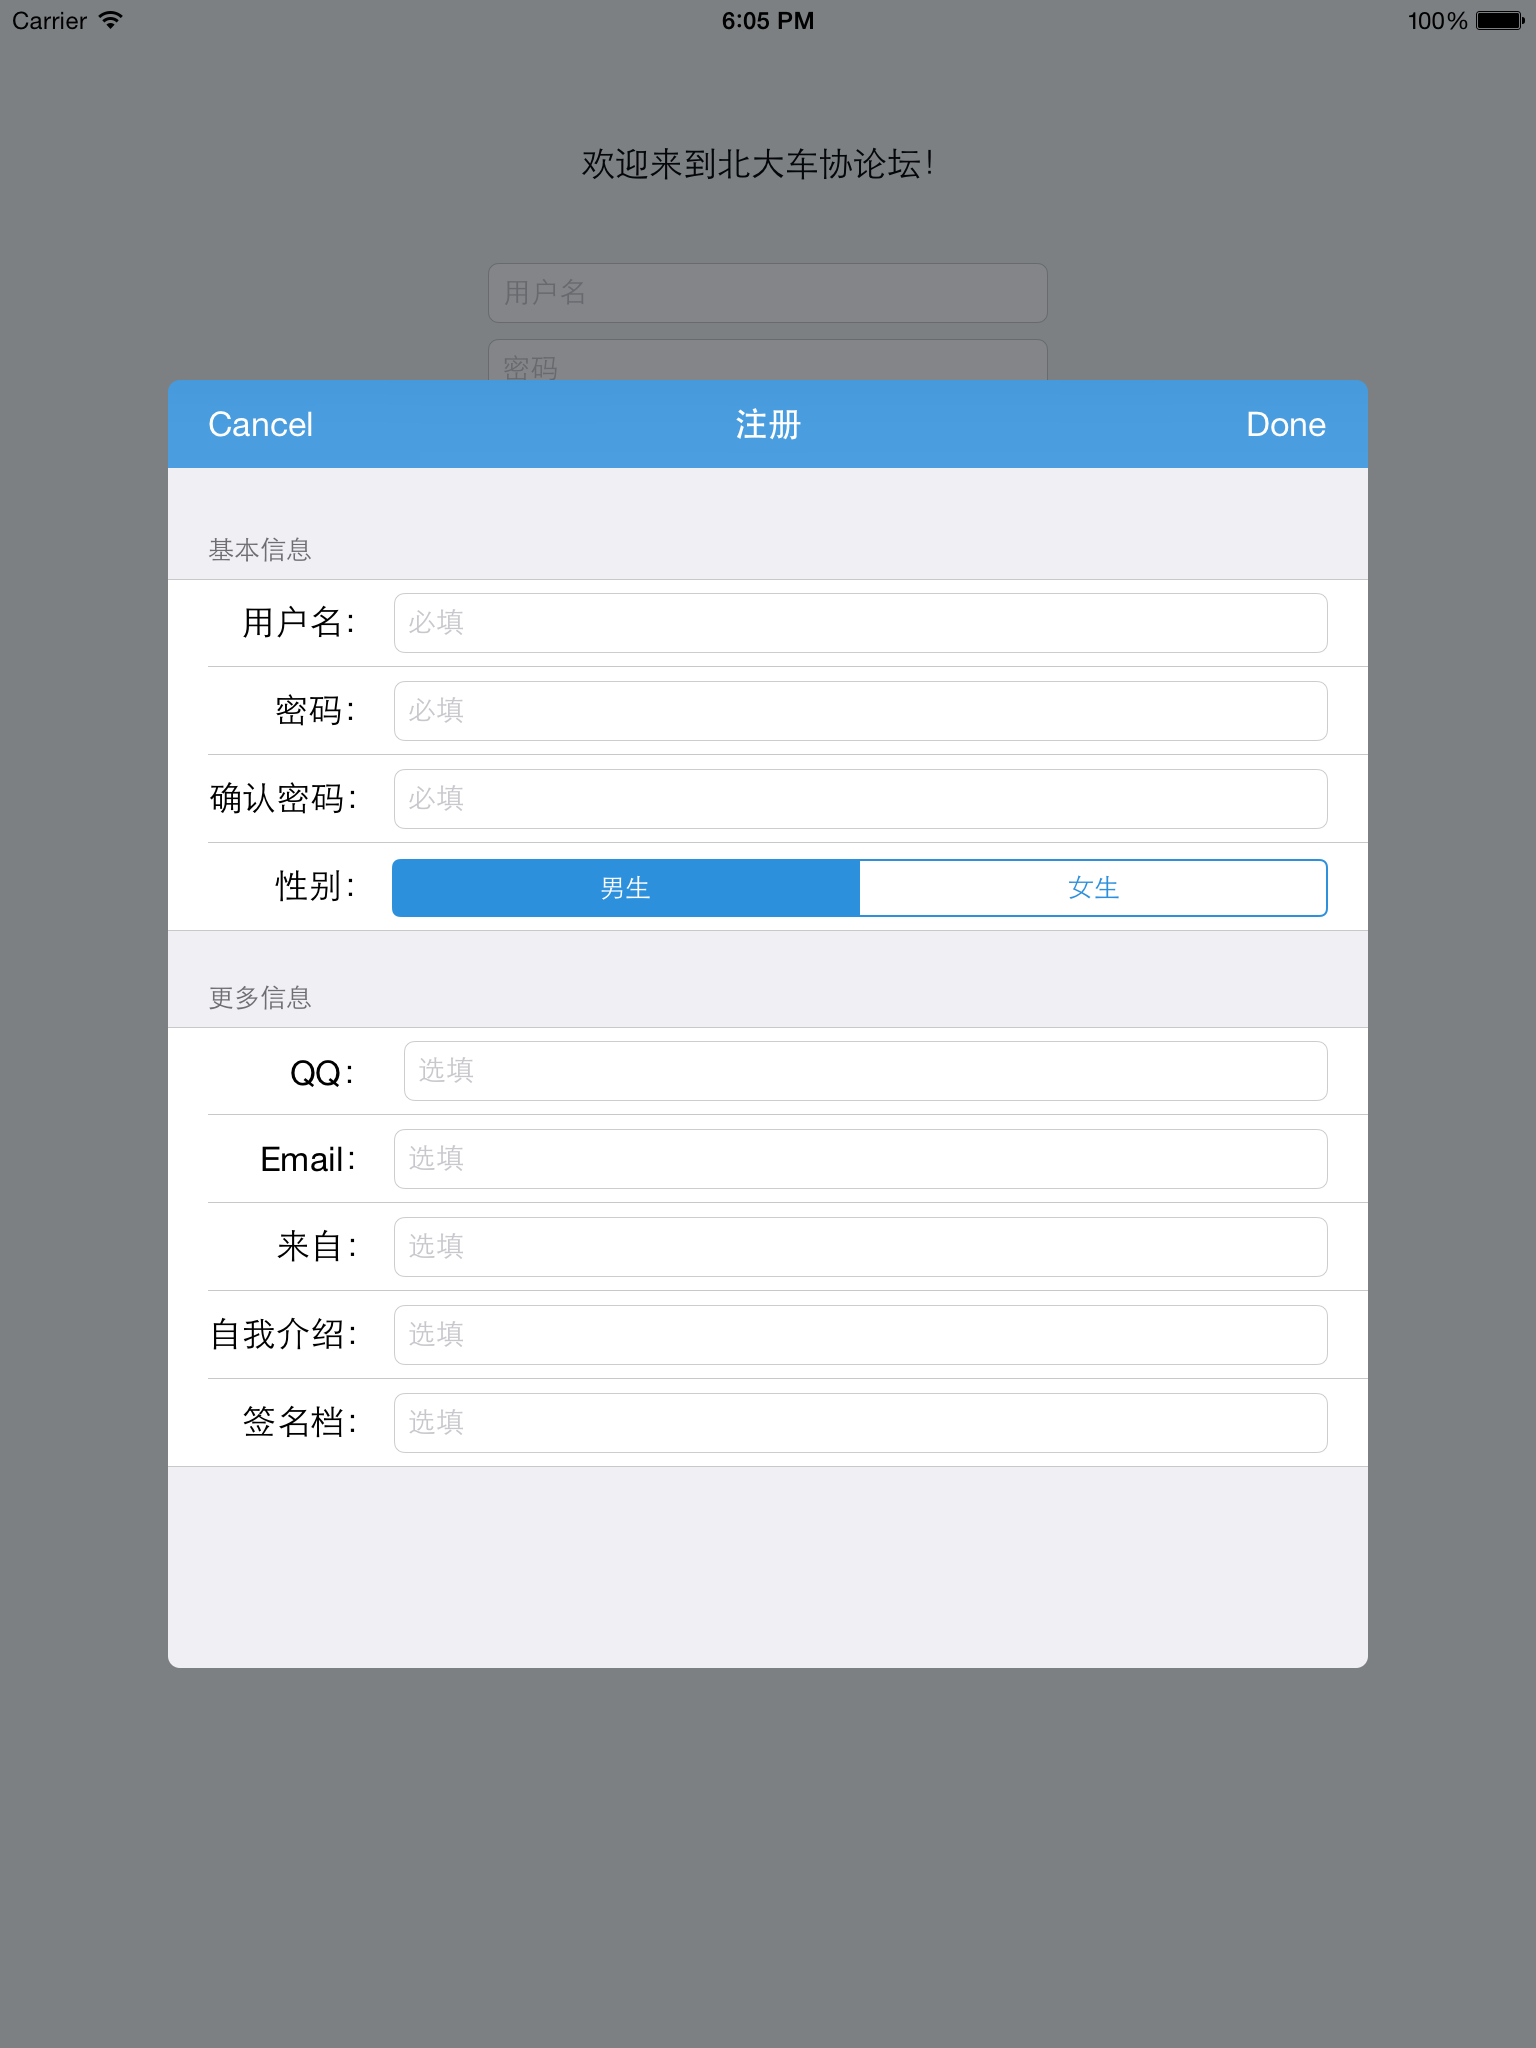 Carrier 6:05 PM 100%
欢迎来到北大车协论坛！
用户名
密码
Cancel 注册 Done
基本信息
用户名： 必填
密码： 必填
确认密码： 必填
性别： 男生 女生
更多信息
QQ： 选填
Email： 选填
来自： 选填
自我介绍： 选填
签名档： 选填